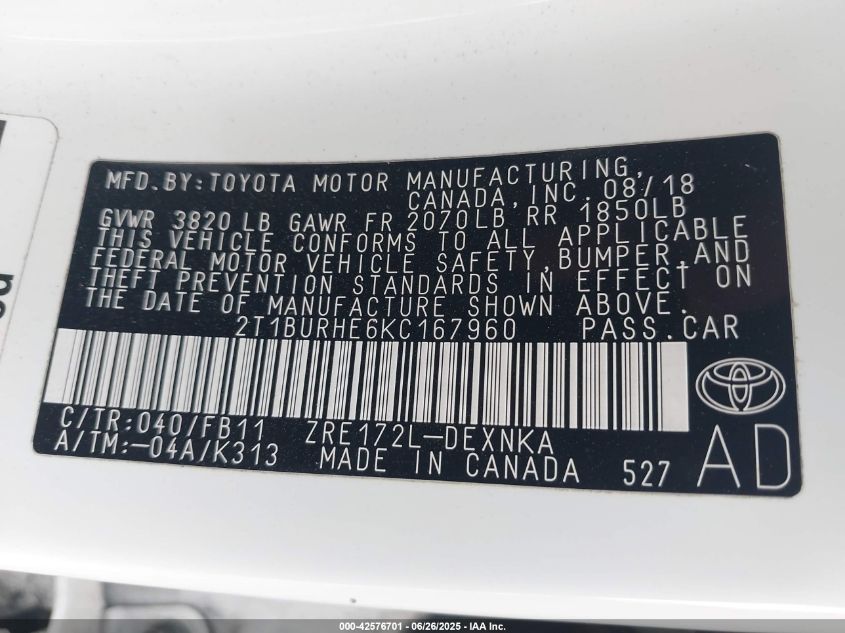 MFD.BY:TOYOTA MOTOR MANUFACTURING,
CANADA,INC. 08/18
GVWR 3820 LB GAWR FR 2070LB RR 1850LB
THIS VEHICLE CONFORMS TO ALL APPLICABLE
FEDERAL MOTOR VEHICLE SAFETY,BUMPER,AND
THEFT PREVENTION STANDARDS IN EFFECT ON
THE DATE OF MANUFACTURE SHOWN ABOVE.
2T1BURHE6KC167960 PASS.CAR
C/TR:040/FB11 ZRE172L-DEXNKA
A/TM:-04A/K313 MADE IN CANADA 527 AD
000-42576701 - 06/26/2025 - IAA Inc.